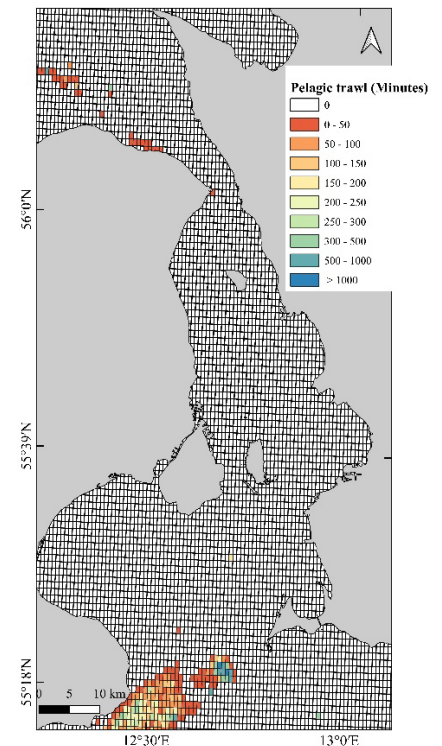 Pelagic trawl (Minutes)
0
0 - 50
50 - 100
100 - 150
150 - 200
200 - 250
250 - 300
300 - 500
500 - 1000
> 1000
56°0'N
55°39'N
55°18'N
0 5 10 km
12°30'E 13°0'E